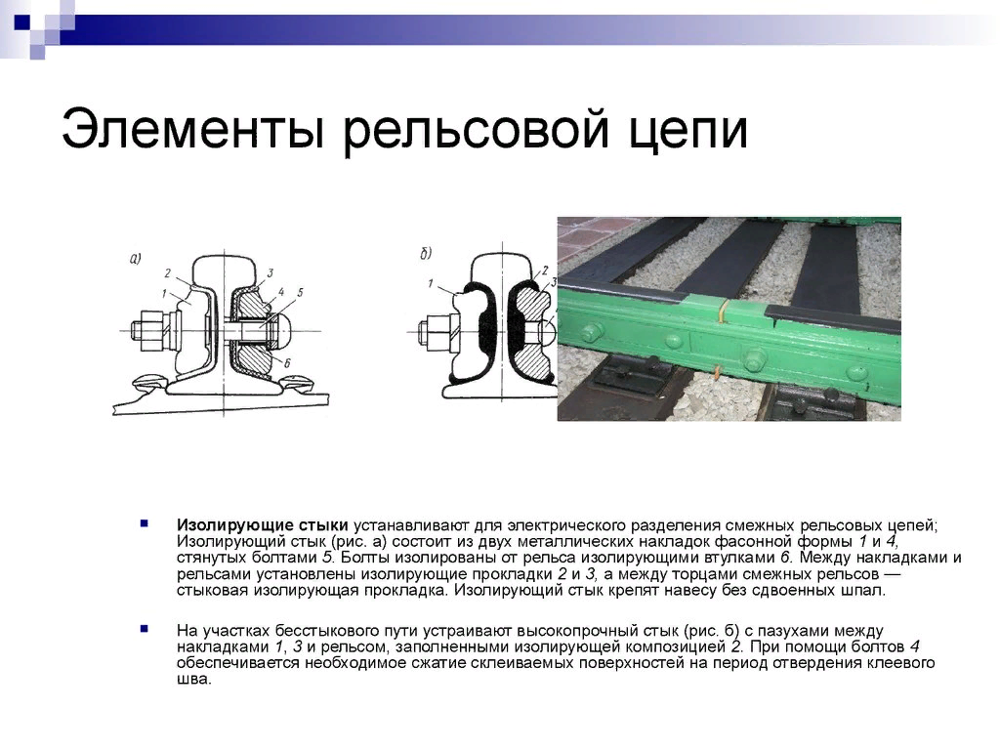 Элементы рельсовой цепи
а)
2
3
1
4
5
6
б)
1
2
3
Изолирующие стыки устанавливают для электрического разделения смежных рельсовых цепей;
Изолирующий стык (рис. а) состоит из двух металлических накладок фасонной формы 1 и 4,
стянутых болтами 5. Болты изолированы от рельса изолирующими втулками 6. Между накладками и
рельсами установлены изолирующие прокладки 2 и 3, а между торцами смежных рельсов —
стыковая изолирующая прокладка. Изолирующий стык крепят навесу без сдвоенных шпал.
На участках бесстыкового пути устраивают высокопрочный стык (рис. б) с пазухами между
накладками 1, 3 и рельсом, заполненными изолирующей композицией 2. При помощи болтов 4
обеспечивается необходимое сжатие склеиваемых поверхностей на период отвердения клеевого
шва.